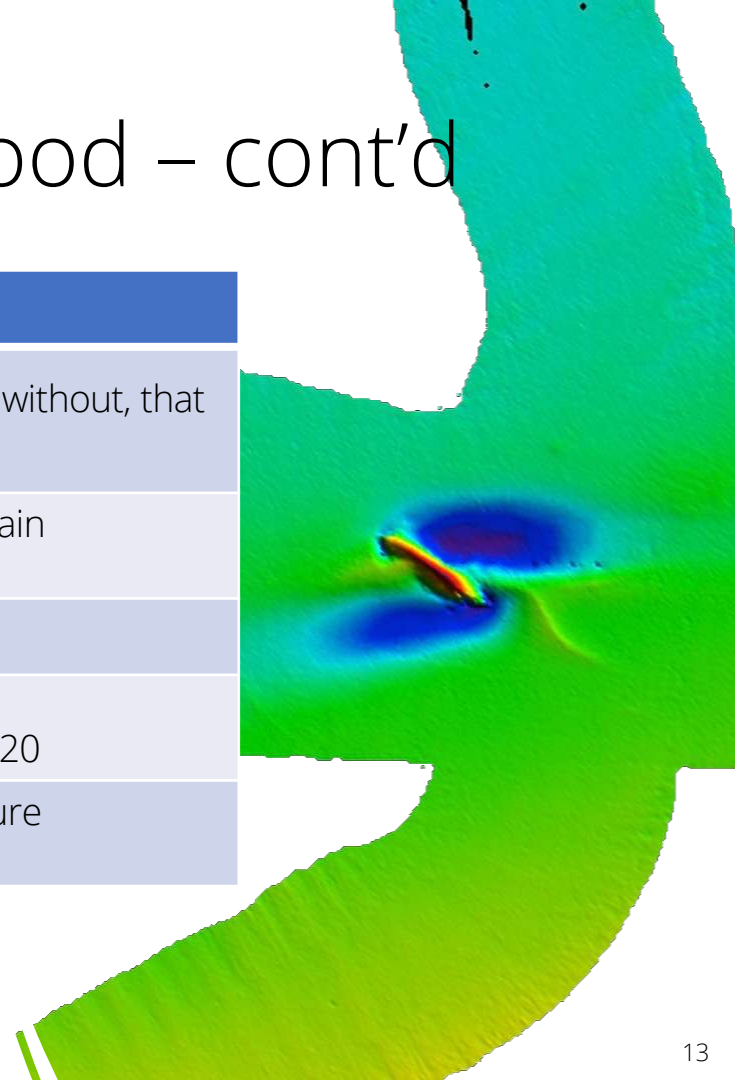 ood – cont’d
without, that
ain
20
ure
13